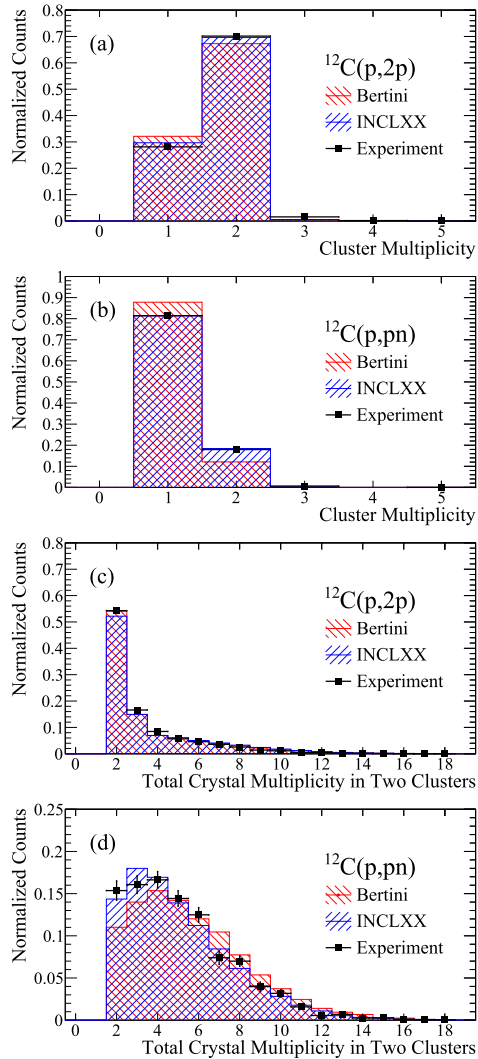 0.8
0.7
0.6
0.5
0.4
0.3
0.2
0.1
0
Normalized Counts
(a)
¹²C(p,2p)
Bertini
INCLXX
Experiment
0 1 2 3 4 5
Cluster Multiplicity
1
0.9
0.8
0.7
0.6
0.5
0.4
0.3
0.2
0.1
0
Normalized Counts
(b)
¹²C(p,pn)
Bertini
INCLXX
Experiment
0 1 2 3 4 5
Cluster Multiplicity
0.8
0.7
0.6
0.5
0.4
0.3
0.2
0.1
0
Normalized Counts
(c)
¹²C(p,2p)
Bertini
INCLXX
Experiment
0 2 4 6 8 10 12 14 16 18
Total Crystal Multiplicity in Two Clusters
0.25
0.2
0.15
0.1
0.05
0
Normalized Counts
(d)
¹²C(p,pn)
Bertini
INCLXX
Experiment
0 2 4 6 8 10 12 14 16 18
Total Crystal Multiplicity in Two Clusters